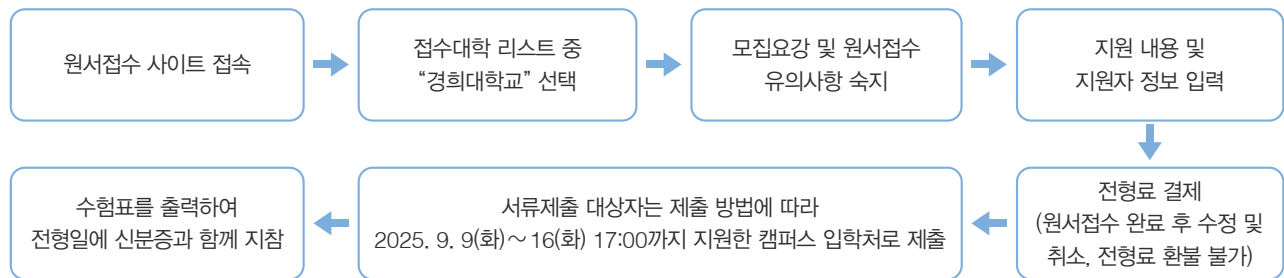 원서접수 사이트 접속
접수대학 리스트 중
“경희대학교” 선택
모집요강 및 원서접수
유의사항 숙지
지원 내용 및
지원자 정보 입력
전형료 결제
(원서접수 완료 후 수정 및
취소, 전형료 환불 불가)
서류제출 대상자는 제출 방법에 따라
2025. 9. 9(화)～16(화) 17:00까지 지원한 캠퍼스 입학처로 제출
수험표를 출력하여
전형일에 신분증과 함께 지참